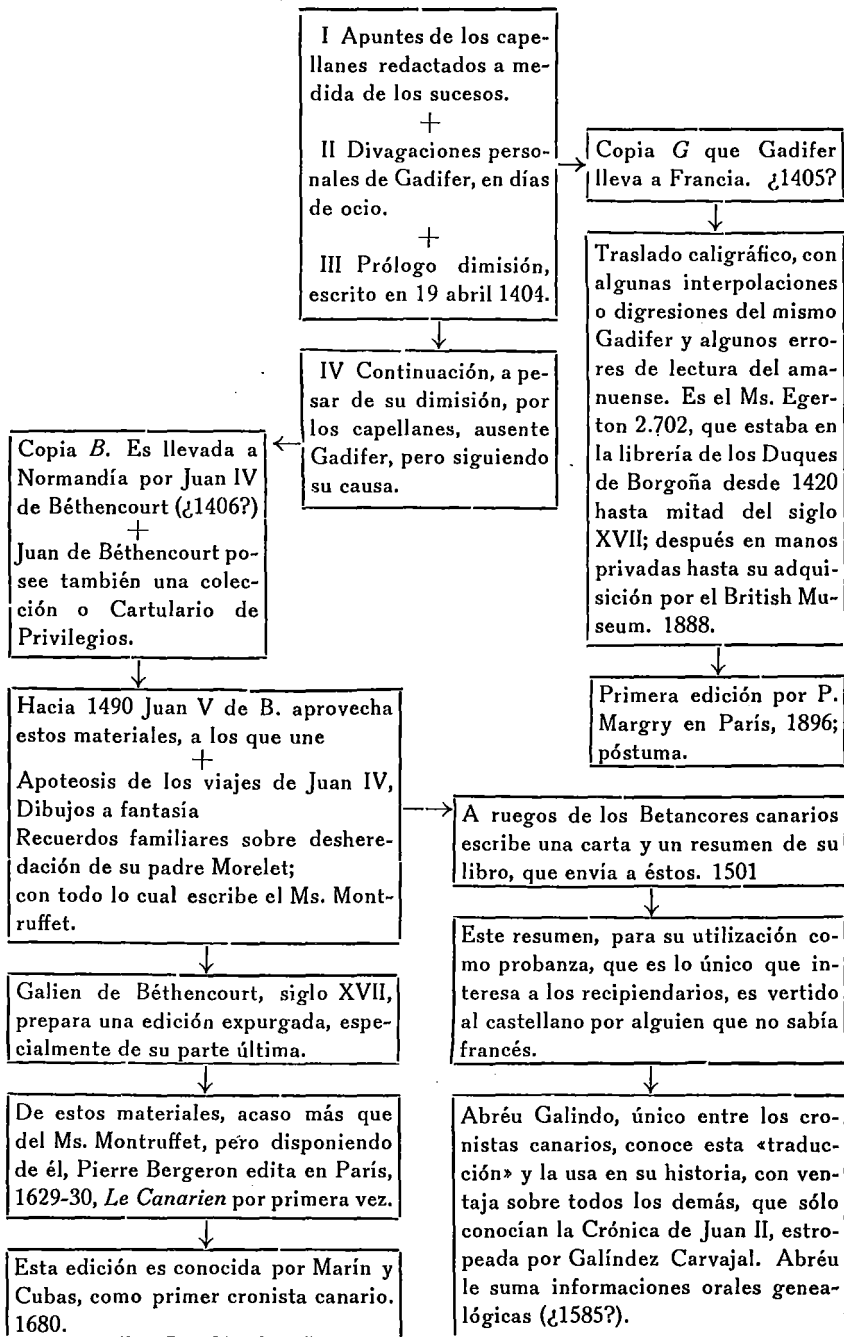 I Apuntes de los cape-
llanes redactados a me-
dida de los sucesos.
+
II Divagaciones perso-
nales de Gadifer, en días
de ocio.
+
III Prólogo dimisión,
escrito en 19 abril 1404.
Copia G que Gadifer
lleva a Francia. ¿1405?
Traslado caligráfico, con
algunas interpolaciones
o digresiones del mismo
Gadifer y algunos erro-
res de lectura del ama-
nuense. Es el Ms. Eger-
ton 2.702, que estaba en
la librería de los Duques
de Borgoña desde 1420
hasta mitad del siglo
XVII; después en manos
privadas hasta su adqui-
sición por el British Mu-
seum. 1888.
Primera edición por P.
Margry en París, 1896;
póstuma.
IV Continuación, a pe-
sar de su dimisión, por
los capellanes, ausente
Gadifer, pero siguiendo
su causa.
Copia B. Es llevada a
Normandía por Juan IV
de Béthencourt (¿1406?)
+
Juan de Béthencourt po-
see también una colec-
ción o Cartulario de
Privilegios.
Hacia 1490 Juan V de B. aprovecha
estos materiales, a los que une
+
Apoteosis de los viajes de Juan IV,
Dibujos a fantasía
Recuerdos familiares sobre deshere-
dación de su padre Morelet;
con todo lo cual escribe el Ms. Mont-
ruffet.
Galien de Béthencourt, siglo XVII,
prepara una edición expurgada, espe-
cialmente de su parte última.
De estos materiales, acaso más que
del Ms. Montruffet, pero disponiendo
de él, Pierre Bergeron edita en París,
1629-30, Le Canarien por primera vez.
Esta edición es conocida por Marín y
Cubas, como primer cronista canario.
1680.
A ruegos de los Betancores canarios
escribe una carta y un resumen de su
libro, que envía a éstos. 1501
Este resumen, para su utilización co-
mo probanza, que es lo único que in-
teresa a los recipiendarios, es vertido
al castellano por alguien que no sabía
francés.
Abréu Galindo, único entre los cro-
nistas canarios, conoce esta «traduc-
ción» y la usa en su historia, con ven-
taja sobre todos los demás, que sólo
conocían la Crónica de Juan II, estro-
peada por Galíndez Carvajal. Abréu
le suma informaciones orales genea-
lógicas (¿1585?).